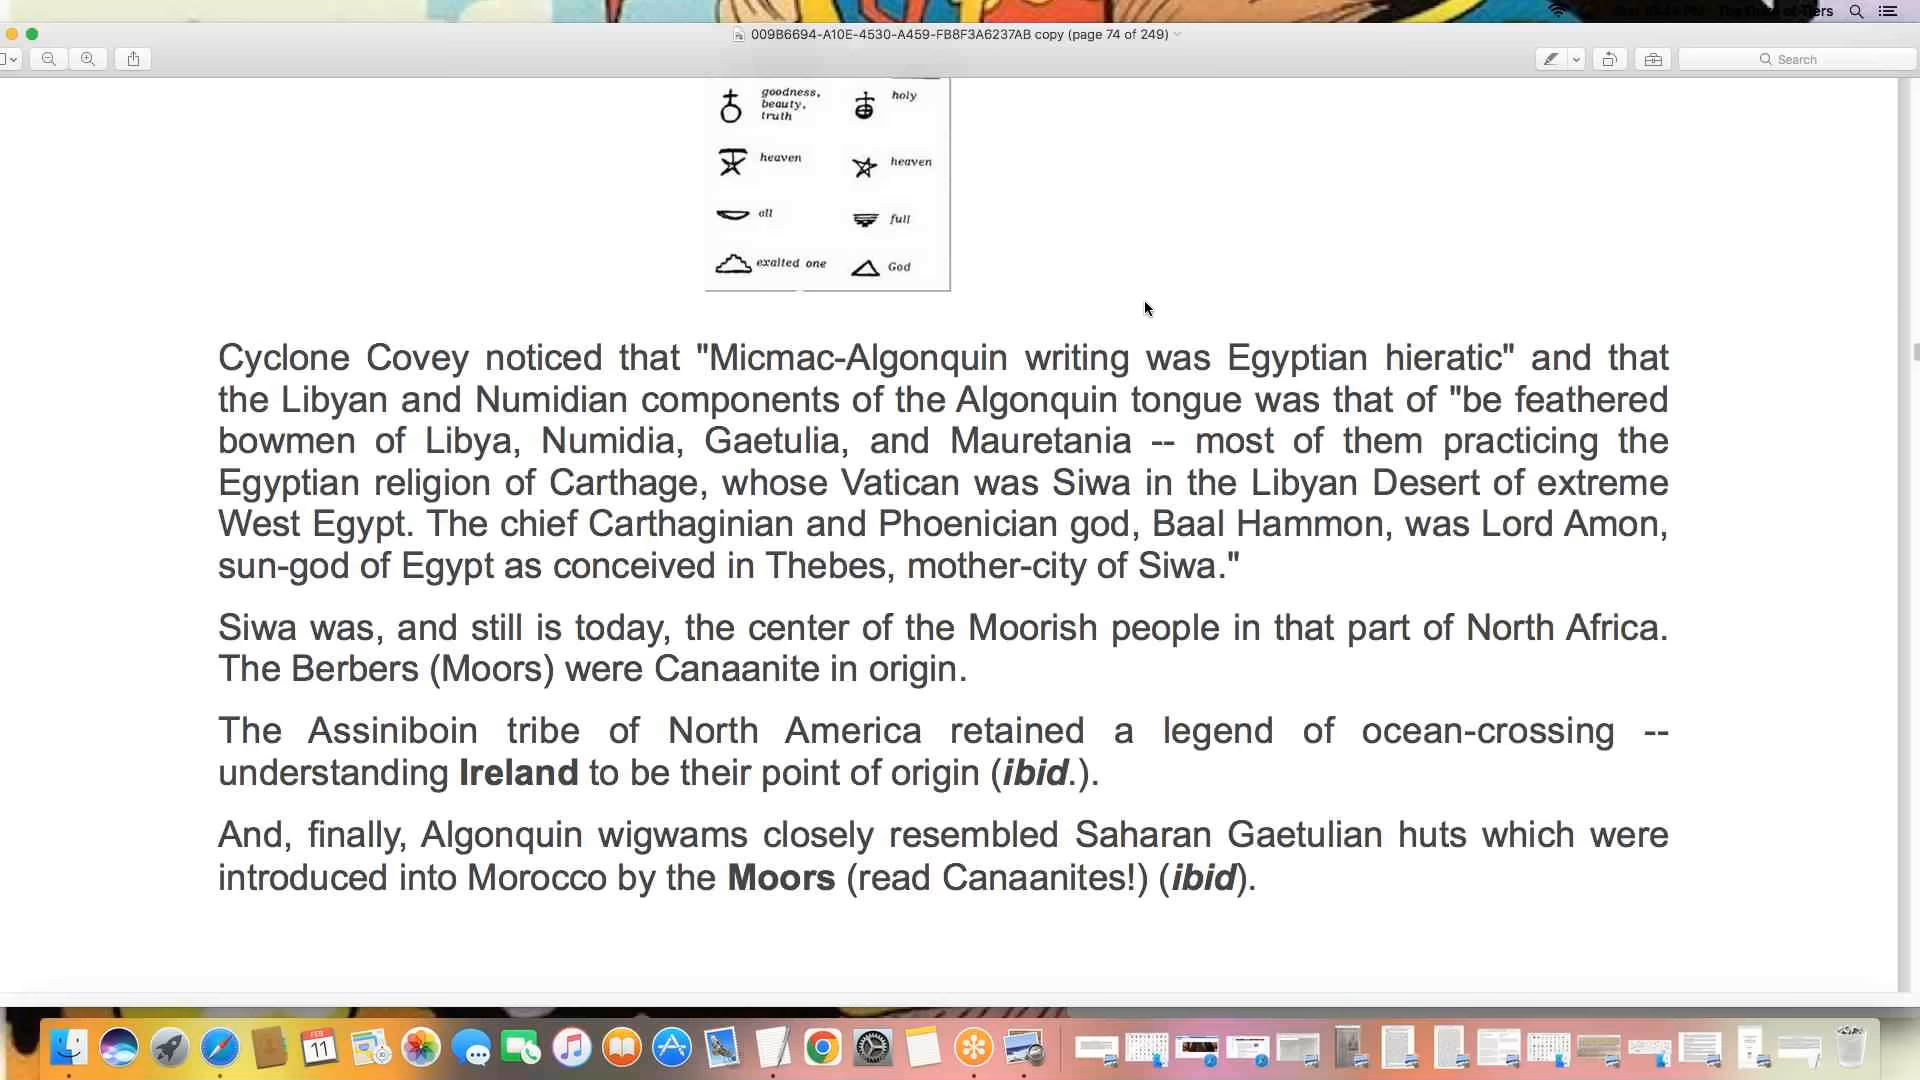 Tiers
009B6694-A10E-4530-A459-FB8F3A6237AB copy (page 74 of 249)
Search
goodness, beauty, truth
holy
heaven
heaven
all
full
exalted one
God
Cyclone Covey noticed that "Micmac-Algonquin writing was Egyptian hieratic" and that
the Libyan and Numidian components of the Algonquin tongue was that of "be feathered
bowmen of Libya, Numidia, Gaetulia, and Mauretania -- most of them practicing the
Egyptian religion of Carthage, whose Vatican was Siwa in the Libyan Desert of extreme
West Egypt. The chief Carthaginian and Phoenician god, Baal Hammon, was Lord Amon,
sun-god of Egypt as conceived in Thebes, mother-city of Siwa."
Siwa was, and still is today, the center of the Moorish people in that part of North Africa.
The Berbers (Moors) were Canaanite in origin.
The Assiniboin tribe of North America retained a legend of ocean-crossing --
understanding Ireland to be their point of origin (ibid.).
And, finally, Algonquin wigwams closely resembled Saharan Gaetulian huts which were
introduced into Morocco by the Moors (read Canaanites!) (ibid).
FEB
11